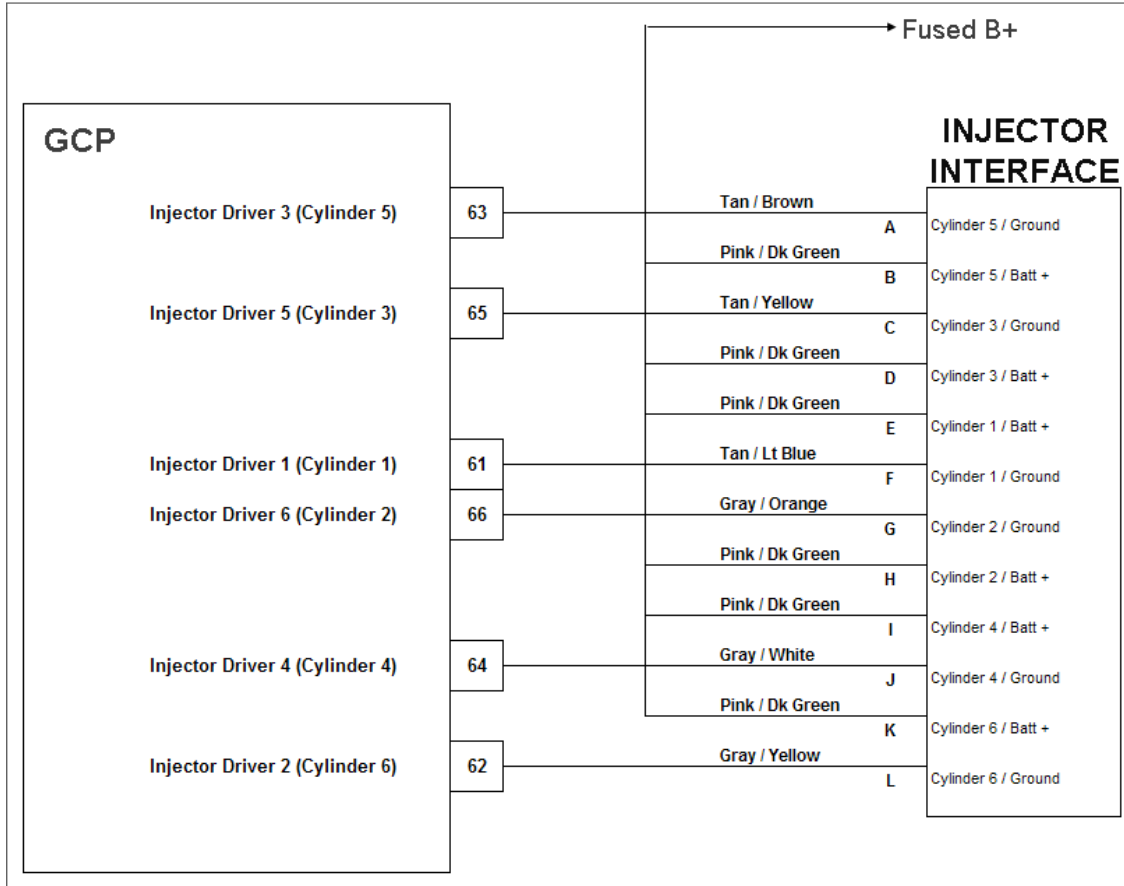 Fused B+
GCP
INJECTOR
INTERFACE
Injector Driver 3 (Cylinder 5)
63
Tan / Brown
A
Cylinder 5 / Ground
Pink / Dk Green
B
Cylinder 5 / Batt +
Injector Driver 5 (Cylinder 3)
65
Tan / Yellow
C
Cylinder 3 / Ground
Pink / Dk Green
D
Cylinder 3 / Batt +
Pink / Dk Green
E
Cylinder 1 / Batt +
Injector Driver 1 (Cylinder 1)
61
Tan / Lt Blue
F
Cylinder 1 / Ground
Injector Driver 6 (Cylinder 2)
66
Gray / Orange
G
Cylinder 2 / Ground
Pink / Dk Green
H
Cylinder 2 / Batt +
Pink / Dk Green
I
Cylinder 4 / Batt +
Injector Driver 4 (Cylinder 4)
64
Gray / White
J
Cylinder 4 / Ground
Pink / Dk Green
K
Cylinder 6 / Batt +
Injector Driver 2 (Cylinder 6)
62
Gray / Yellow
L
Cylinder 6 / Ground